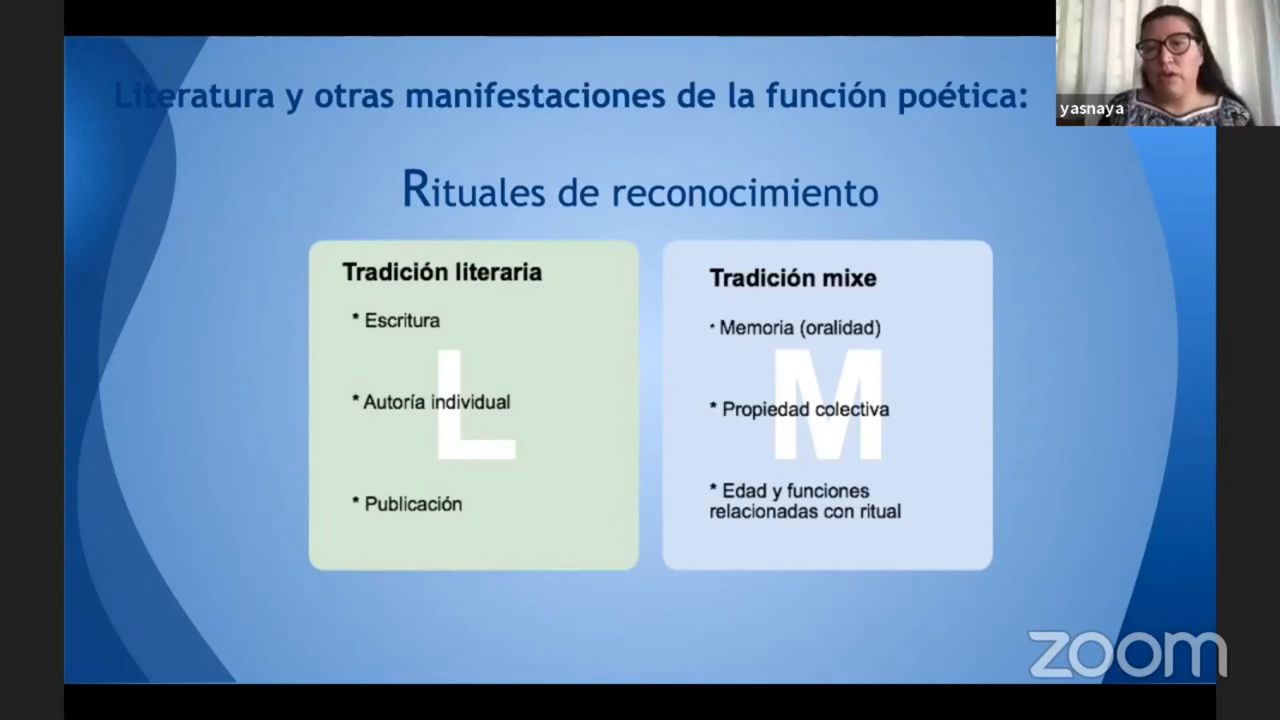 Literatura y otras manifestaciones de la función poética:
yasnaya
Rituales de reconocimiento
Tradición literaria
* Escritura
L
* Autoría individual
* Publicación
Tradición mixe
* Memoria (oralidad)
M
* Propiedad colectiva
* Edad y funciones
relacionadas con ritual
zoom